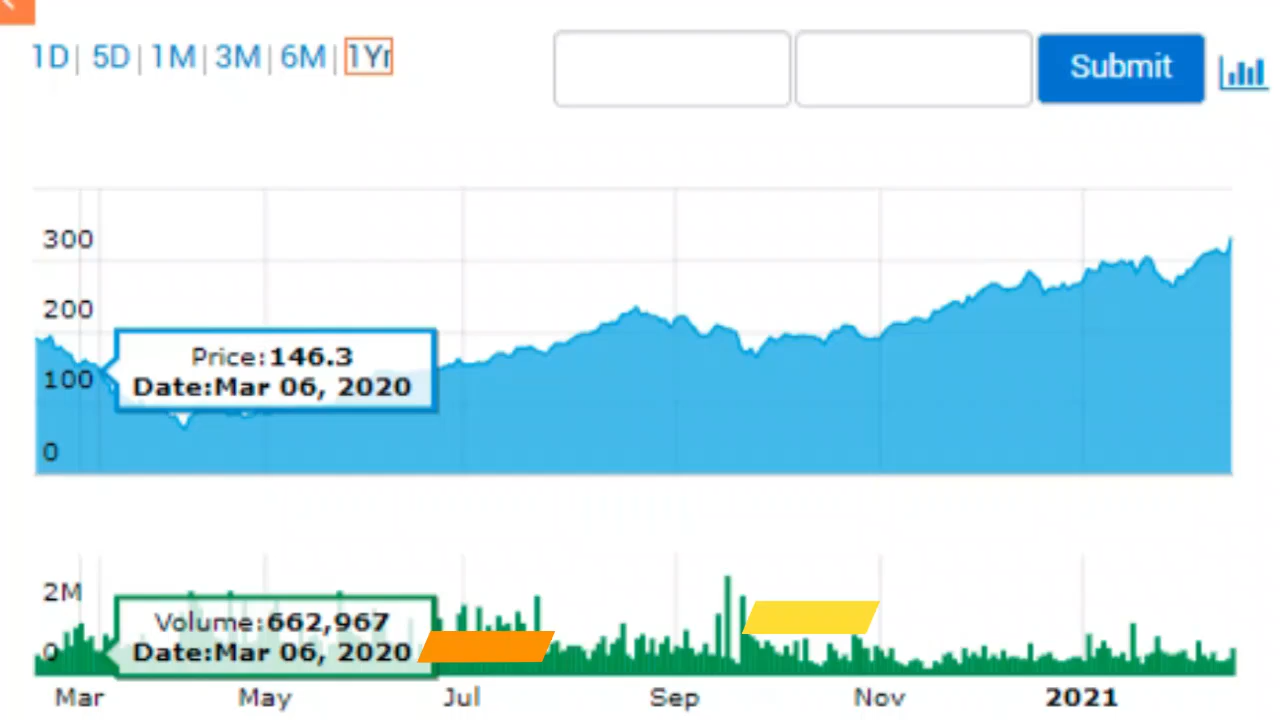 1D| 5D| 1M| 3M| 6M| 1Yr
Submit
300
200
100
0
Price:146.3
Date:Mar 06, 2020
2M
0
Volume:662,967
Date:Mar 06, 2020
Mar May Jul Sep Nov 2021